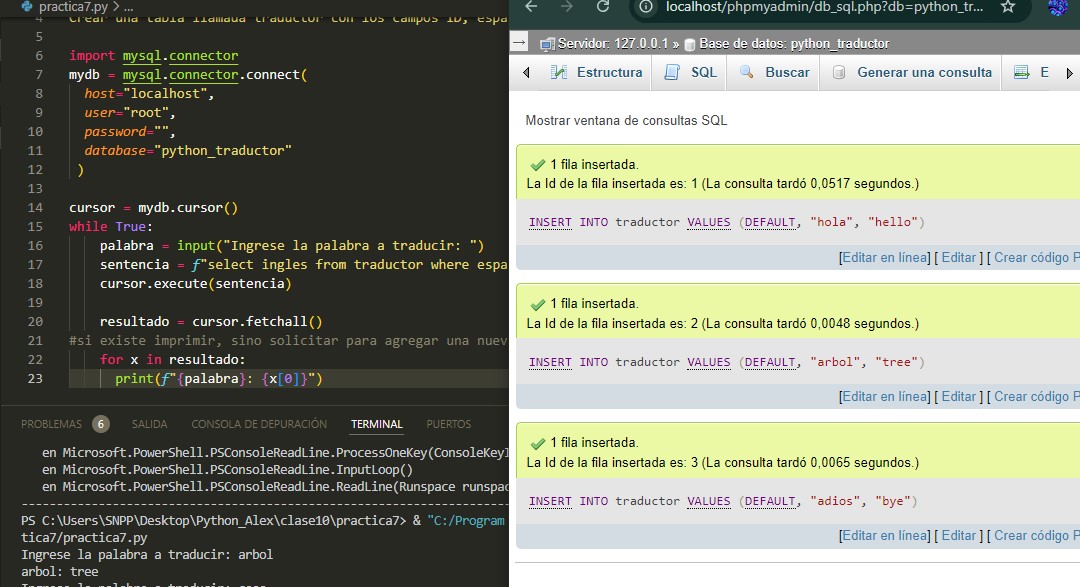 practica7.py > ...
4 Crear una tabla llamada traductor con los campos ID, espa
5
6 import mysql.connector
7 mydb = mysql.connector.connect(
8 host="localhost",
9 user="root",
10 password="",
11 database="python_traductor"
12 )
13
14 cursor = mydb.cursor()
15 while True:
16 palabra = input("Ingrese la palabra a traducir: ")
17 sentencia = f"select ingles from traductor where espa
18 cursor.execute(sentencia)
19
20 resultado = cursor.fetchall()
21 #si existe imprimir, sino solicitar para agregar una nuev
22 for x in resultado:
23 print(f"{palabra}: {x[0]}")
PROBLEMAS 6 SALIDA CONSOLA DE DEPURACIÓN TERMINAL PUERTOS
en Microsoft.PowerShell.PSConsoleReadLine.ProcessOneKey(ConsoleKeyI
en Microsoft.PowerShell.PSConsoleReadLine.InputLoop()
en Microsoft.PowerShell.PSConsoleReadLine.ReadLine(Runspace runspac
PS C:\Users\SNPP\Desktop\Python_Alex\clase10\practica7> & "C:/Program
tica7/practica7.py
Ingrese la palabra a traducir: arbol
arbol: tree
localhost/phpmyadmin/db_sql.php?db=python_tr...
Servidor: 127.0.0.1 » Base de datos: python_traductor
Estructura SQL Buscar Generar una consulta E
Mostrar ventana de consultas SQL
1 fila insertada.
La Id de la fila insertada es: 1 (La consulta tardó 0,0517 segundos.)
INSERT INTO traductor VALUES (DEFAULT, "hola", "hello")
[Editar en línea] [ Editar ] [ Crear código P
1 fila insertada.
La Id de la fila insertada es: 2 (La consulta tardó 0,0048 segundos.)
INSERT INTO traductor VALUES (DEFAULT, "arbol", "tree")
[Editar en línea] [ Editar ] [ Crear código P
1 fila insertada.
La Id de la fila insertada es: 3 (La consulta tardó 0,0065 segundos.)
INSERT INTO traductor VALUES (DEFAULT, "adios", "bye")
[Editar en línea] [ Editar ] [ Crear código P